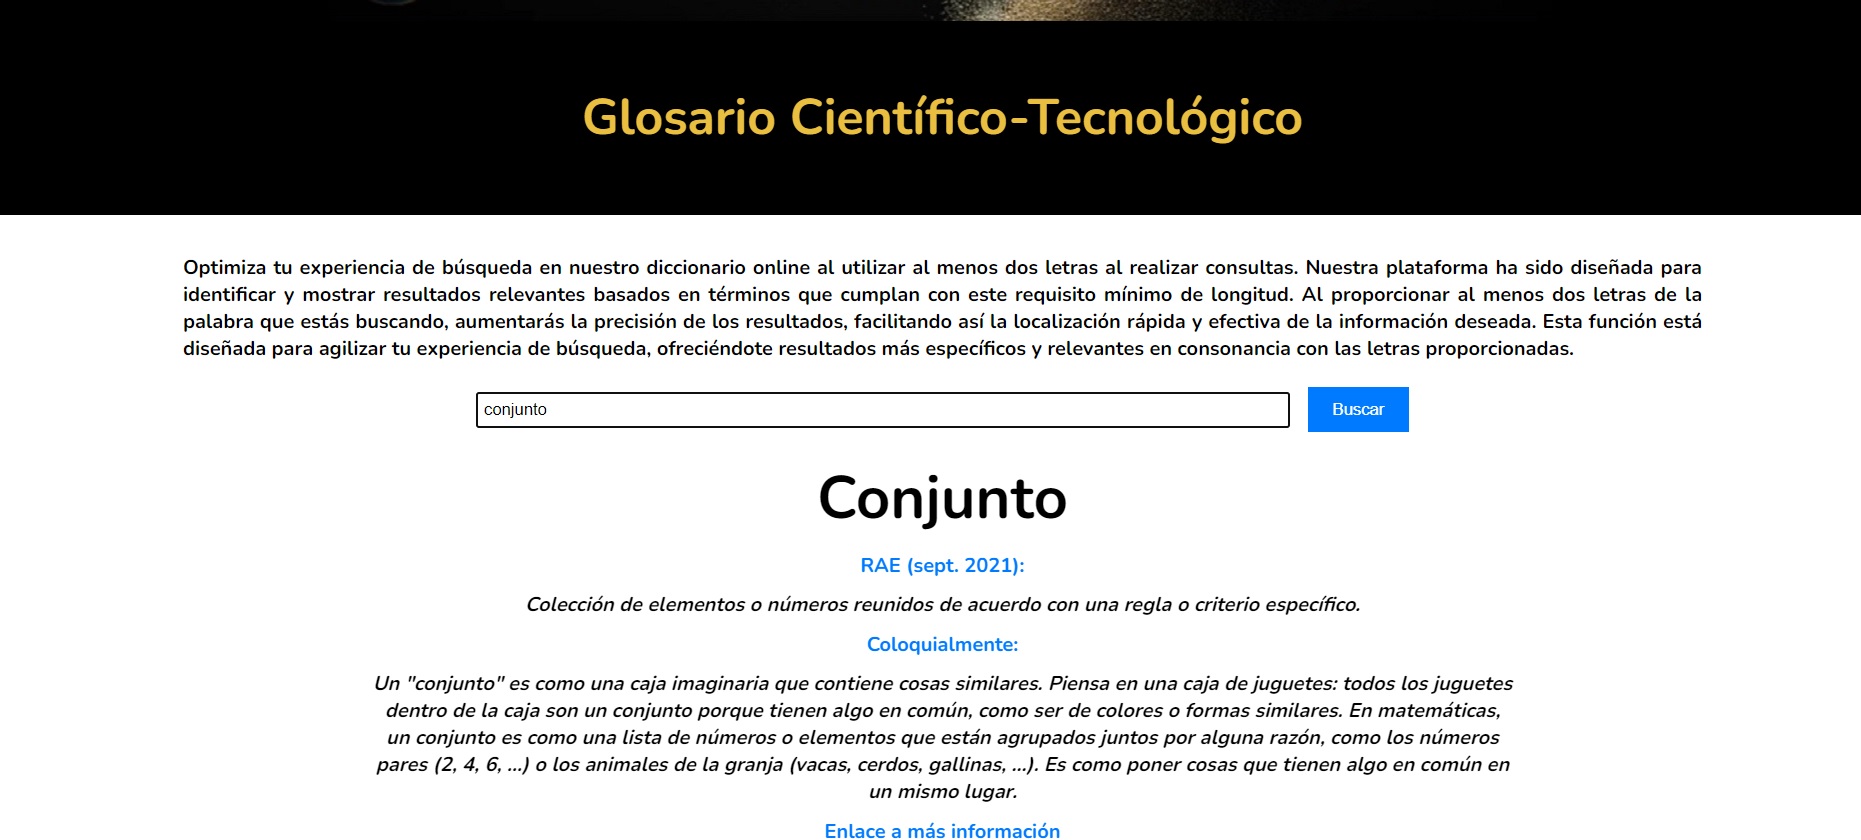 Glosario Científico-Tecnológico
Optimiza tu experiencia de búsqueda en nuestro diccionario online al utilizar al menos dos letras al realizar consultas. Nuestra plataforma ha sido diseñada para
identificar y mostrar resultados relevantes basados en términos que cumplan con este requisito mínimo de longitud. Al proporcionar al menos dos letras de la
palabra que estás buscando, aumentarás la precisión de los resultados, facilitando así la localización rápida y efectiva de la información deseada. Esta función está
diseñada para agilizar tu experiencia de búsqueda, ofreciéndote resultados más específicos y relevantes en consonancia con las letras proporcionadas.
conjunto
Buscar
Conjunto
RAE (sept. 2021):
Colección de elementos o números reunidos de acuerdo con una regla o criterio específico.
Coloquialmente:
Un "conjunto" es como una caja imaginaria que contiene cosas similares. Piensa en una caja de juguetes: todos los juguetes
dentro de la caja son un conjunto porque tienen algo en común, como ser de colores o formas similares. En matemáticas,
un conjunto es como una lista de números o elementos que están agrupados juntos por alguna razón, como los números
pares (2, 4, 6, ...) o los animales de la granja (vacas, cerdos, gallinas, ...). Es como poner cosas que tienen algo en común en
un mismo lugar.
Enlace a más información